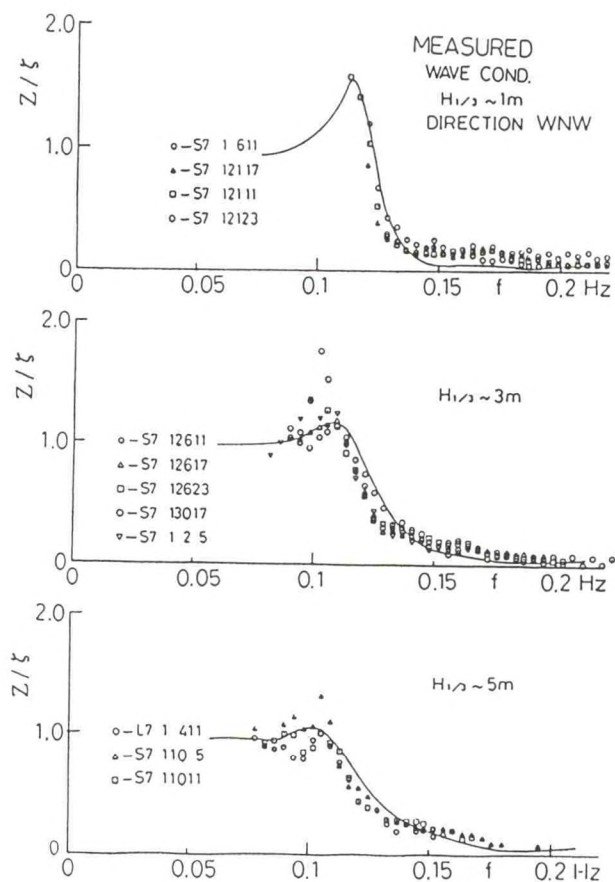 2.0
MEASURED
WAVE COND.
H1/3 ~1m
DIRECTION WNW
Z/ζ
1.0
○-S7 1 611
▲-S7 12117
□-S7 12111
○-S7 12123
0
0 0.05 0.1 0.15 f 0.2 Hz
2.0
Z/ζ
H1/3 ~3m
1.0
○-S7 12611
△-S7 12617
□-S7 12623
○-S7 13017
▽-S7 1 2 5
0
0 0.05 0.1 0.15 f 0.2 Hz
2.0
Z/ζ
H1/3 ~5m
1.0
○-L7 1 411
▲-S7 110 5
□-S7 11011
0
0 0.05 0.1 0.15 f 0.2 Hz